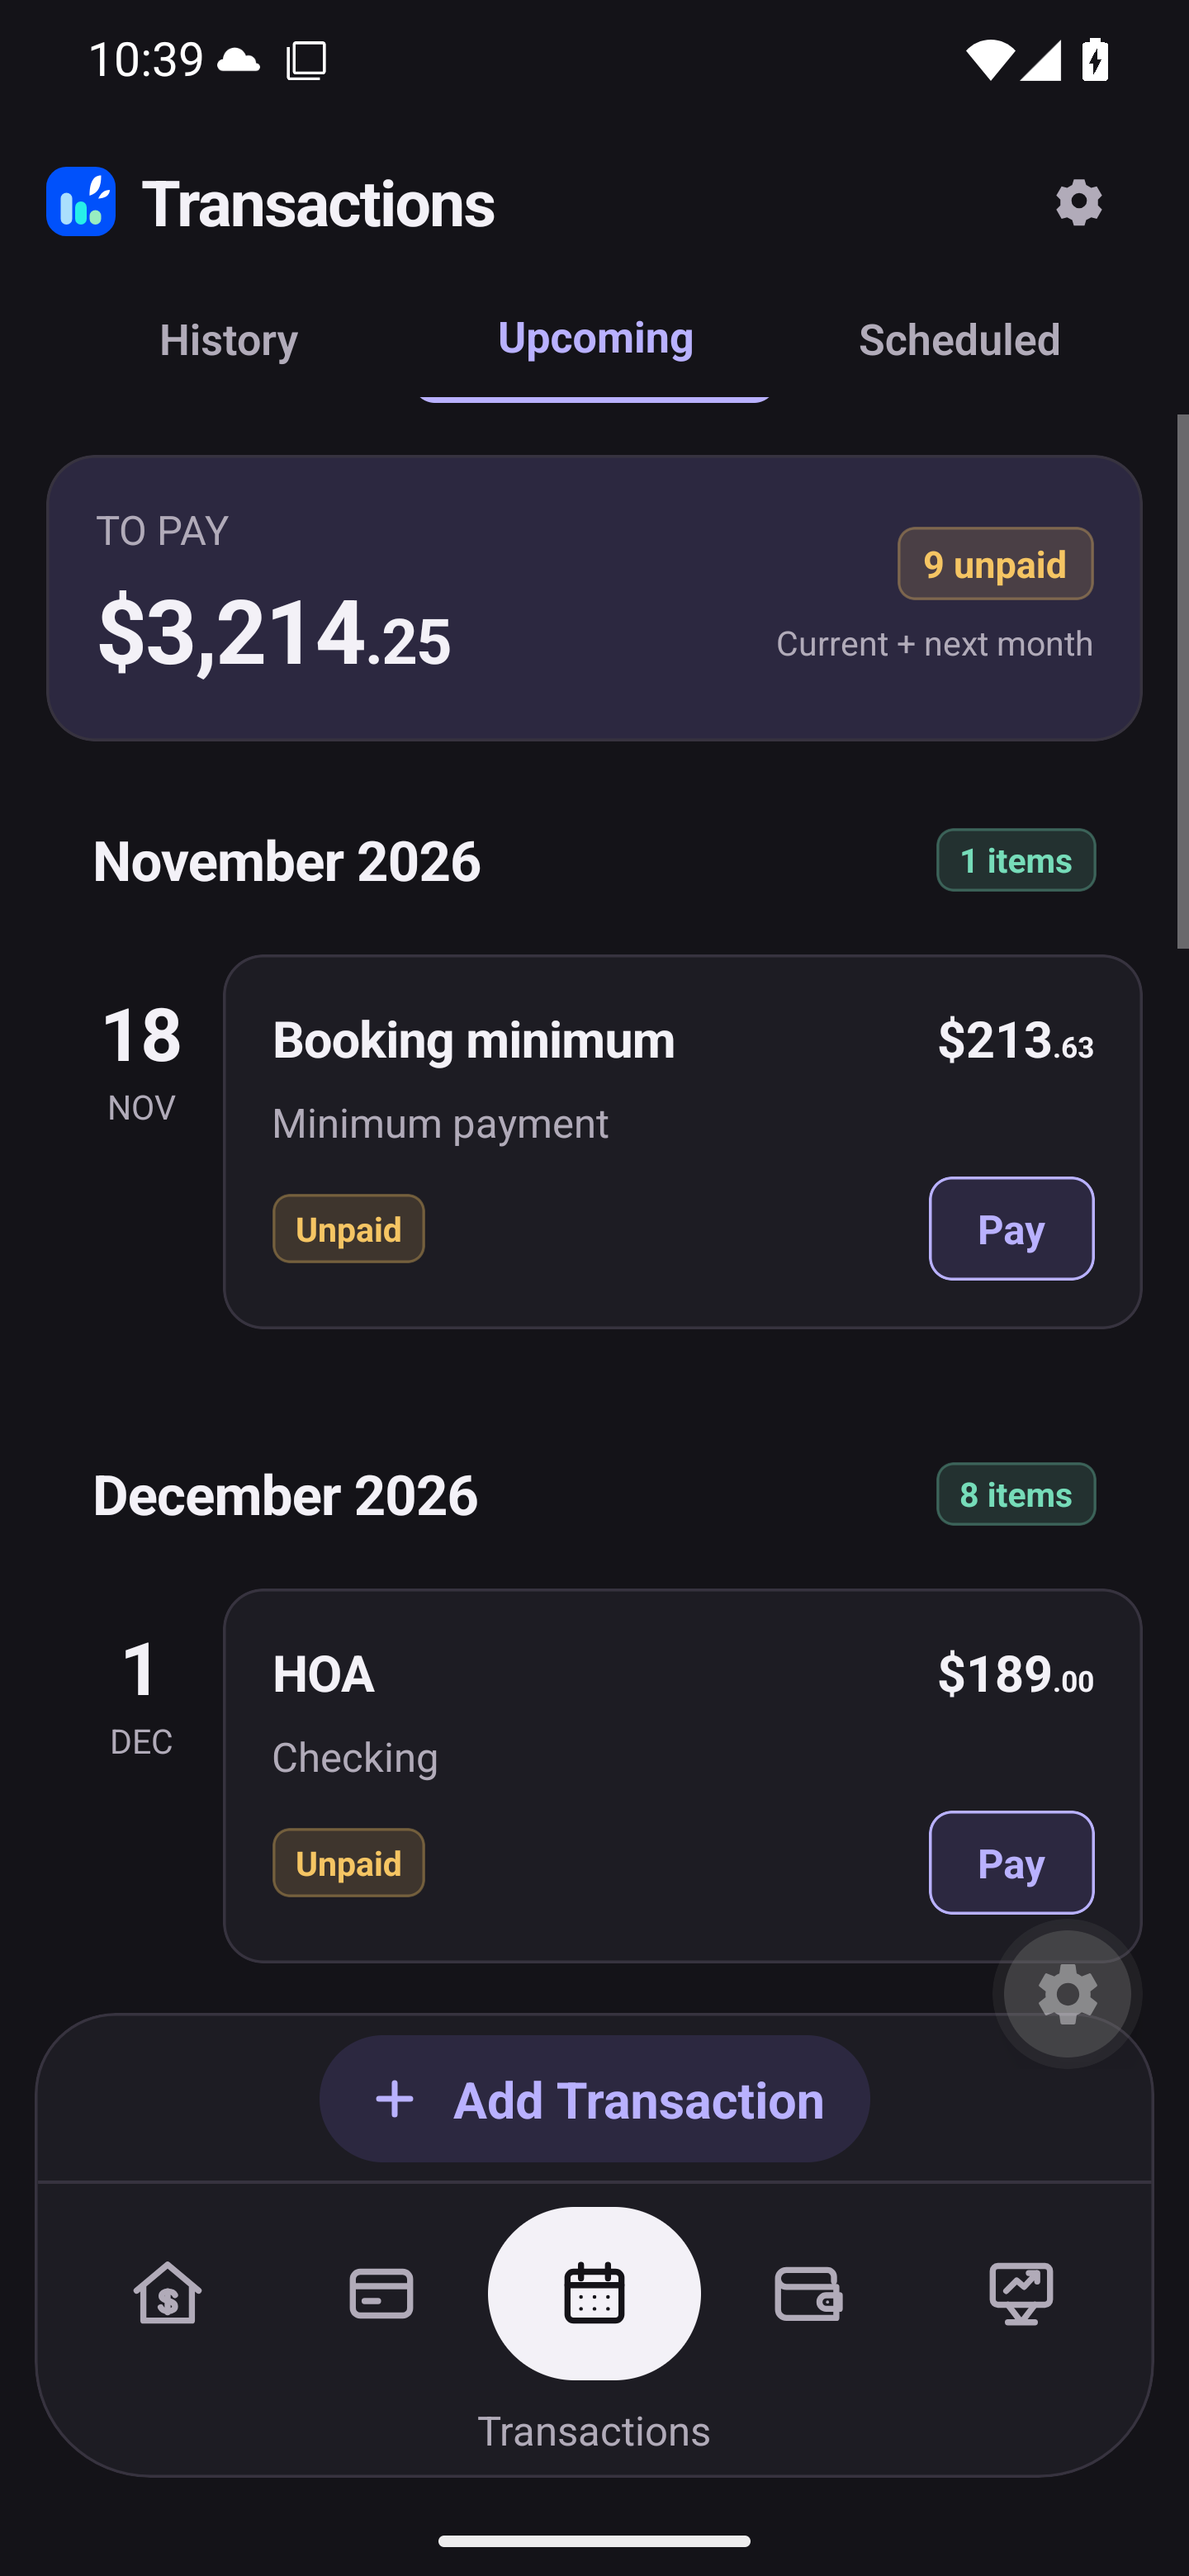 10:39
Transactions
History
Upcoming
Scheduled
TO PAY
9 unpaid
$3,214.25
Current + next month
November 2026
1 items
18
NOV
Booking minimum
$213.63
Minimum payment
Unpaid
Pay
December 2026
8 items
1
DEC
HOA
$189.00
Checking
Unpaid
Pay
+ Add Transaction
Transactions